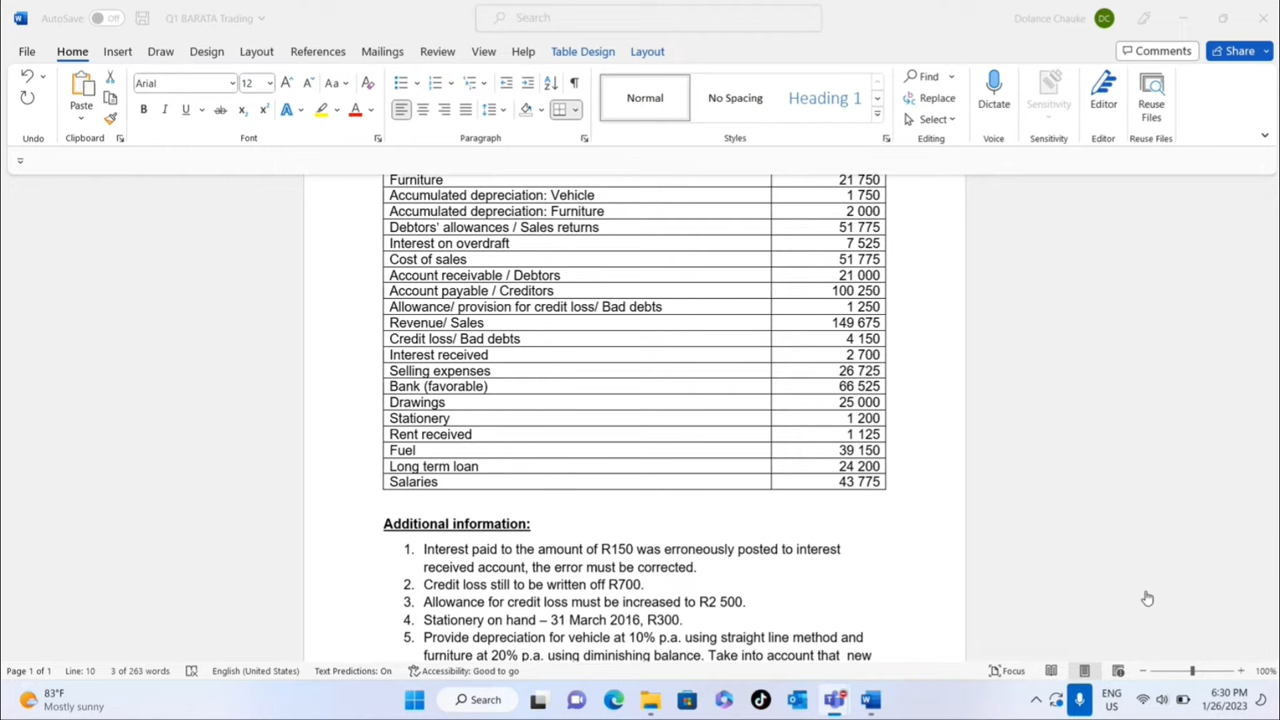 AutoSave Off Q1 BARATA Trading Search Dolance Chauke DC
File Home Insert Draw Design Layout References Mailings Review View Help Table Design Layout Comments Share
Paste Arial 12 Aa Normal No Spacing Heading 1 Find Replace Select Dictate Sensitivity Editor Reuse Files
Undo Clipboard Font Paragraph Styles Editing Voice Sensitivity Editor Reuse Files
Furniture 21 750
Accumulated depreciation: Vehicle 1 750
Accumulated depreciation: Furniture 2 000
Debtors' allowances / Sales returns 51 775
Interest on overdraft 7 525
Cost of sales 51 775
Account receivable / Debtors 21 000
Account payable / Creditors 100 250
Allowance/ provision for credit loss/ Bad debts 1 250
Revenue/ Sales 149 675
Credit loss/ Bad debts 4 150
Interest received 2 700
Selling expenses 26 725
Bank (favorable) 66 525
Drawings 25 000
Stationery 1 200
Rent received 1 125
Fuel 39 150
Long term loan 24 200
Salaries 43 775
Additional information:
1. Interest paid to the amount of R150 was erroneously posted to interest
received account, the error must be corrected.
2. Credit loss still to be written off R700.
3. Allowance for credit loss must be increased to R2 500.
4. Stationery on hand – 31 March 2016, R300.
5. Provide depreciation for vehicle at 10% p.a. using straight line method and
furniture at 20% p.a. using diminishing balance. Take into account that new
Page 1 of 1 Line: 10 3 of 263 words English (United States) Text Predictions: On Accessibility: Good to go Focus 100%
83°F Mostly sunny Search ENG US 6:30 PM 1/26/2023